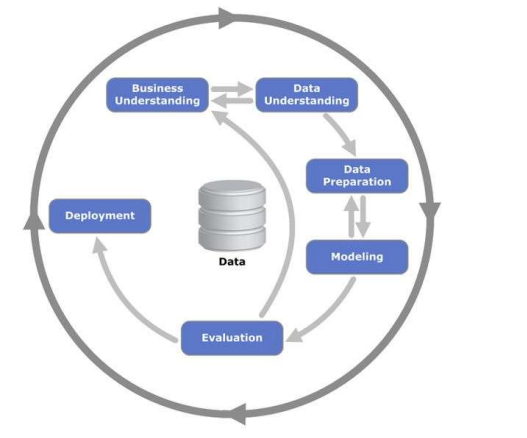 Business
Understanding
Data
Understanding
Data
Preparation
Deployment
Data
Modeling
Evaluation